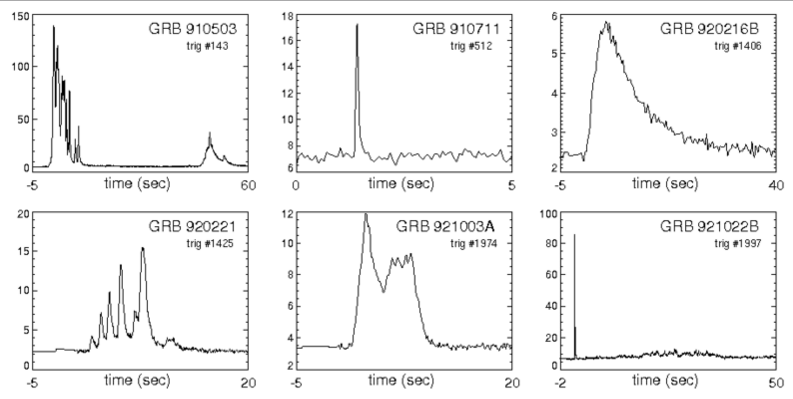 150
GRB 910503
trig #143
100
50
0
-5
time (sec)
60
18
GRB 910711
trig #512
16
14
12
10
8
6
0
time (sec)
5
6
GRB 920216B
trig #1406
5
4
3
2
-5
time (sec)
40
20
GRB 920221
trig #1425
15
10
5
0
-5
time (sec)
20
12
GRB 921003A
trig #1974
10
8
6
4
2
-5
time (sec)
20
100
GRB 921022B
trig #1997
80
60
40
20
0
-2
time (sec)
50